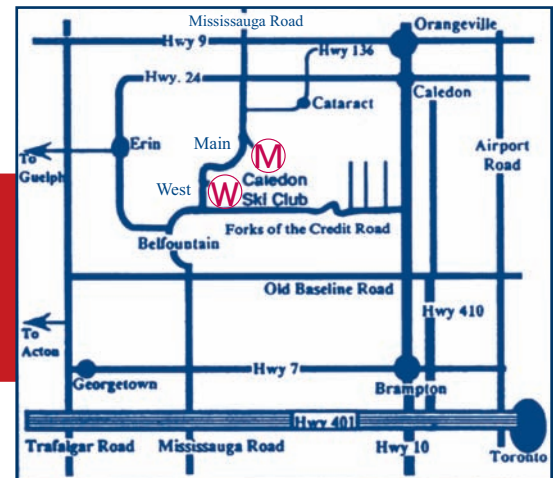 Mississauga Road
Orangeville
Hwy 9
Hwy 136
Hwy. 24
Caledon
Cataract
Main
Erin
M
Airport
Road
To
Guelph
West
W
Caledon
Ski Club
Forks of the Credit Road
Belfountain
Old Baseline Road
Hwy 410
To
Acton
Georgetown
Hwy 7
Brampton
Hwy 401
Trafalgar Road
Mississauga Road
Hwy 10
Toronto